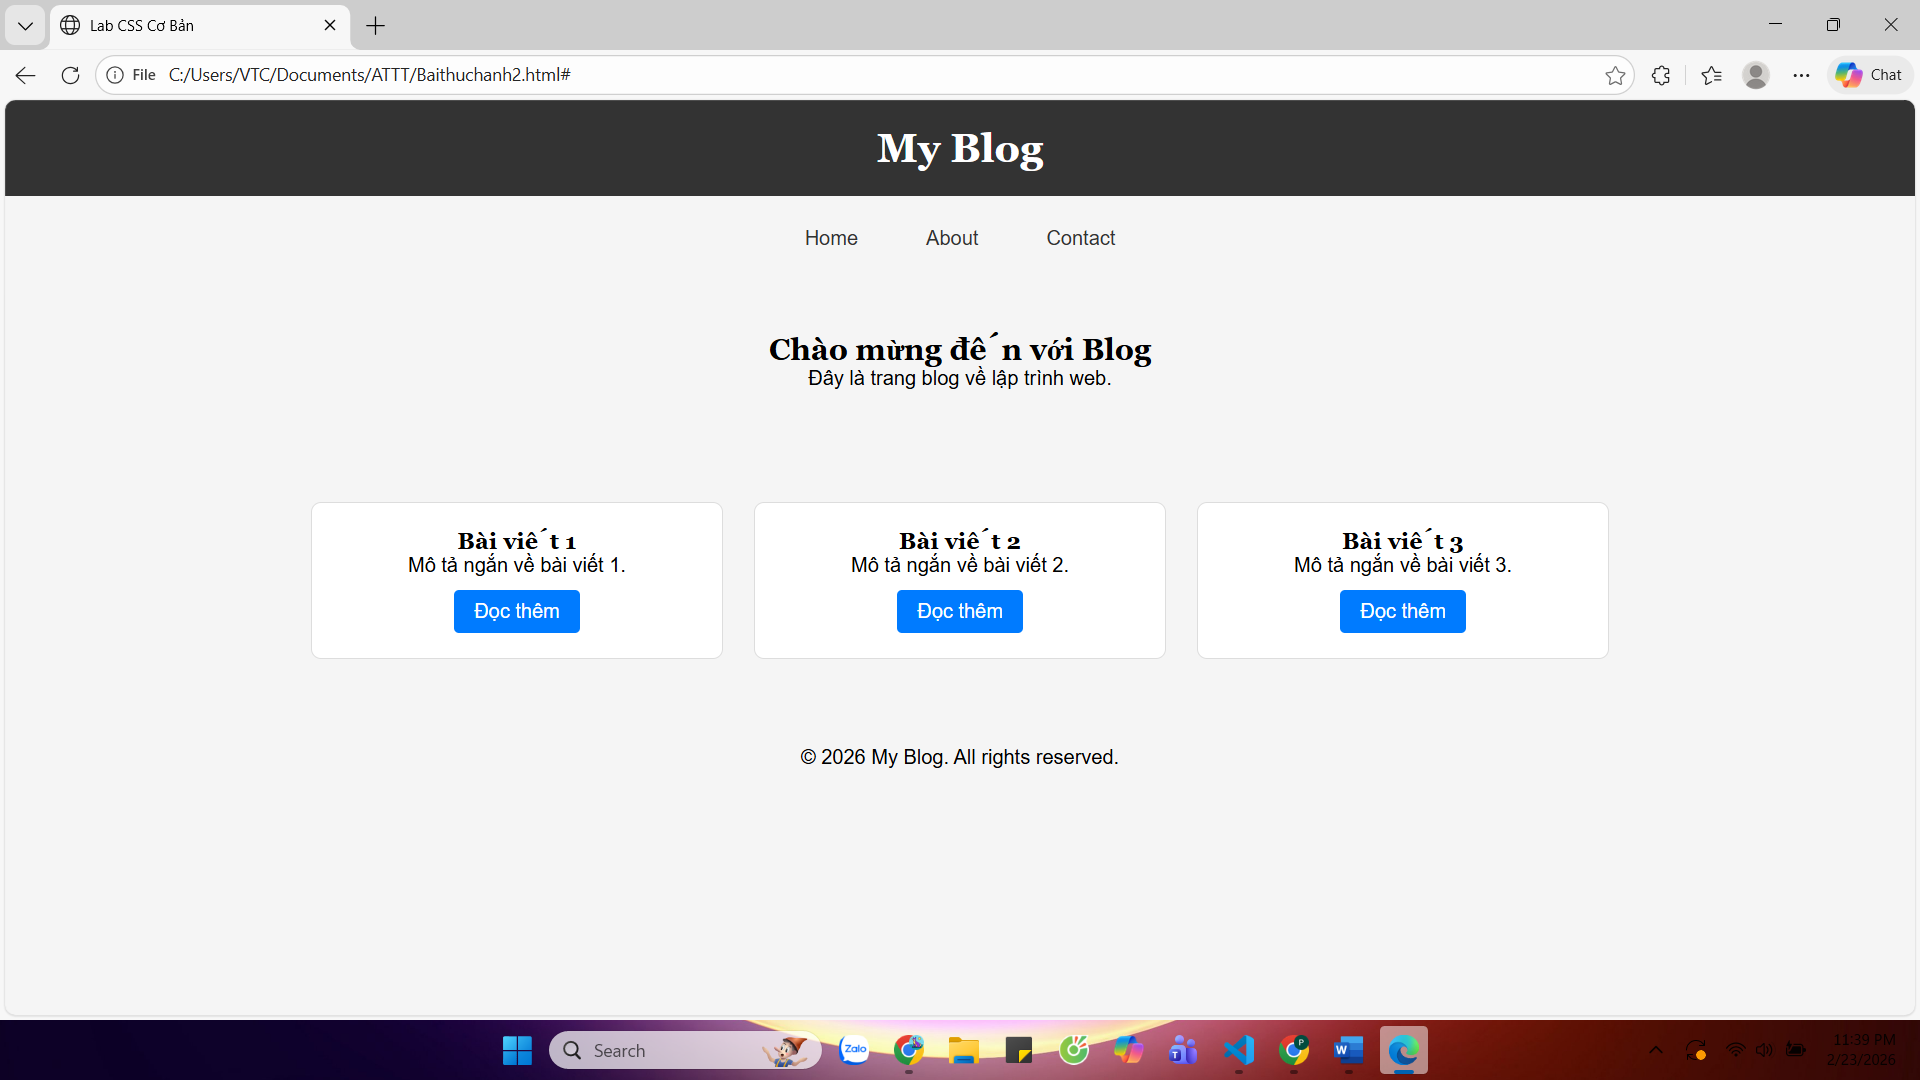 Lab CSS Cơ Bản
File C:/Users/VTC/Documents/ATTT/Baithuchanh2.html#
Chat
My Blog
Home About Contact
Chào mừng đến với Blog
Đây là trang blog về lập trình web.
Bài viết 1
Mô tả ngắn về bài viết 1.
Đọc thêm
Bài viết 2
Mô tả ngắn về bài viết 2.
Đọc thêm
Bài viết 3
Mô tả ngắn về bài viết 3.
Đọc thêm
© 2026 My Blog. All rights reserved.
Search
Zalo
P
T
W
11:39 PM
2/23/2026